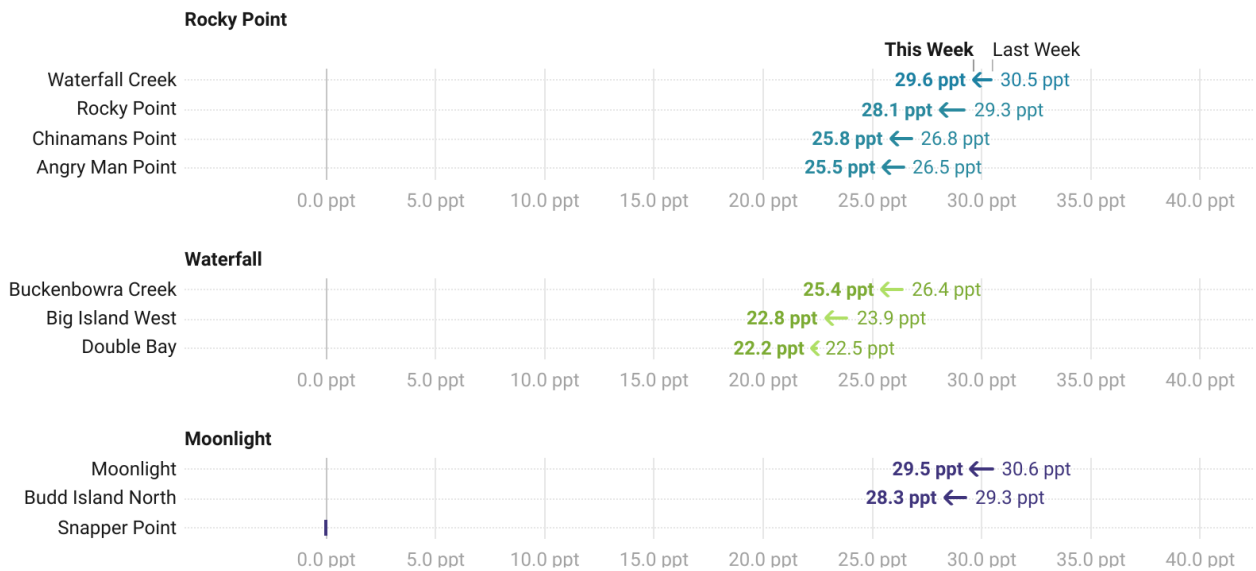 Rocky Point
This Week Last Week
Waterfall Creek 29.6 ppt 30.5 ppt
Rocky Point 28.1 ppt 29.3 ppt
Chinamans Point 25.8 ppt 26.8 ppt
Angry Man Point 25.5 ppt 26.5 ppt
0.0 ppt 5.0 ppt 10.0 ppt 15.0 ppt 20.0 ppt 25.0 ppt 30.0 ppt 35.0 ppt 40.0 ppt
Waterfall
Buckenbowra Creek 25.4 ppt 26.4 ppt
Big Island West 22.8 ppt 23.9 ppt
Double Bay 22.2 ppt 22.5 ppt
0.0 ppt 5.0 ppt 10.0 ppt 15.0 ppt 20.0 ppt 25.0 ppt 30.0 ppt 35.0 ppt 40.0 ppt
Moonlight
Moonlight 29.5 ppt 30.6 ppt
Budd Island North 28.3 ppt 29.3 ppt
Snapper Point
0.0 ppt 5.0 ppt 10.0 ppt 15.0 ppt 20.0 ppt 25.0 ppt 30.0 ppt 35.0 ppt 40.0 ppt